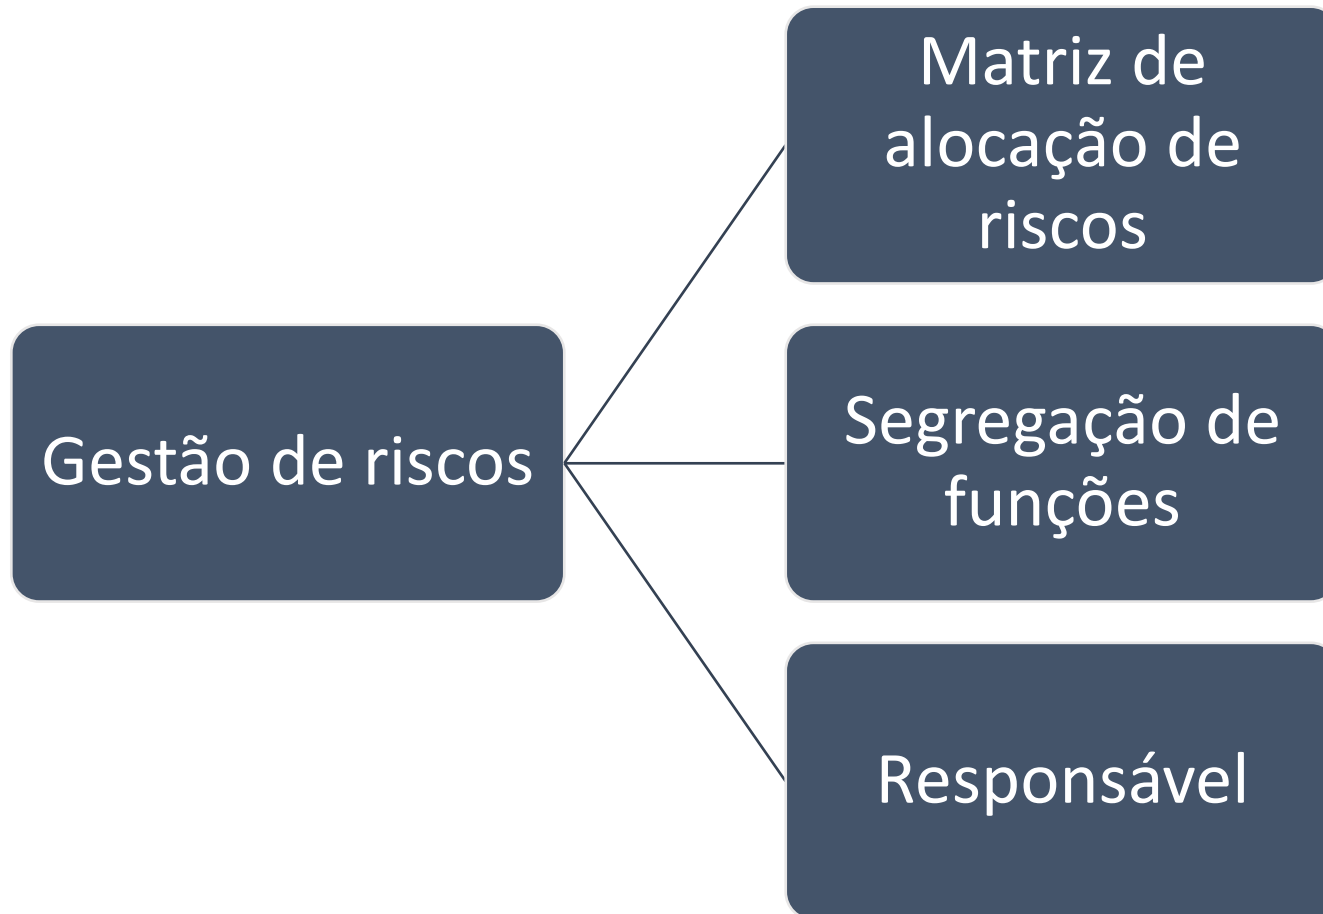 Matriz de
alocação de
riscos
Gestão de riscos
Segregação de
funções
Responsável